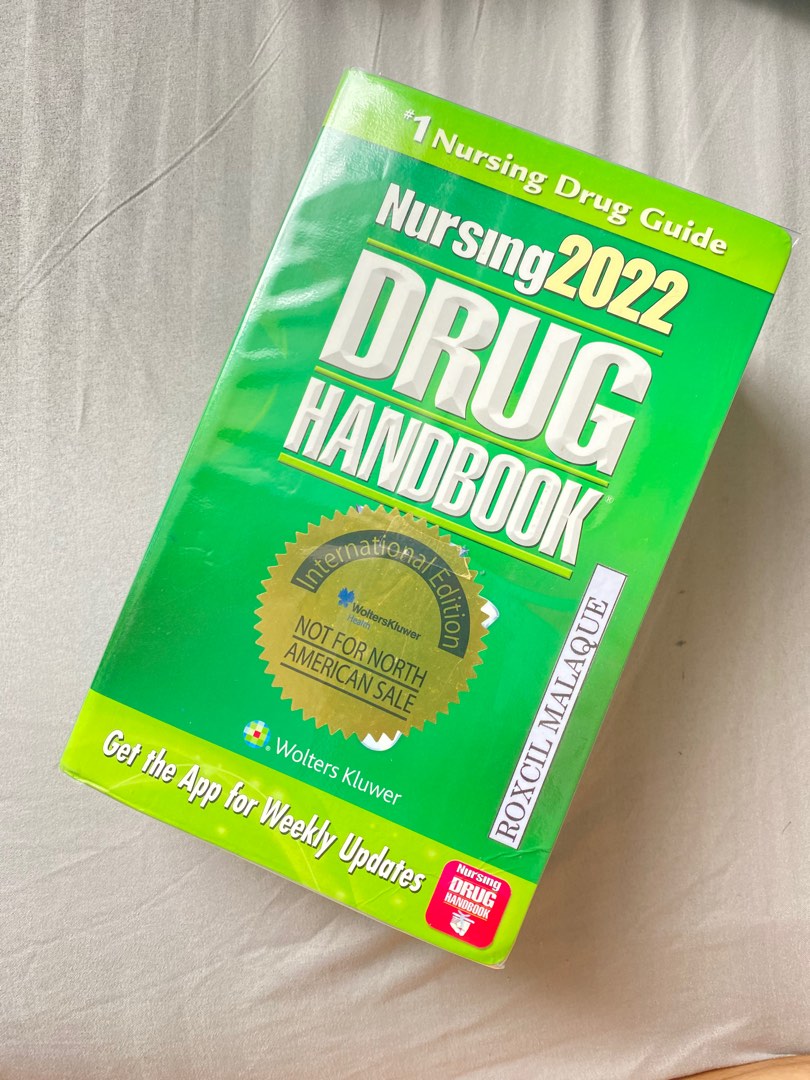 #1 Nursing Drug Guide
Nursing2022
DRUG
HANDBOOK®
International Edition
Wolters Kluwer
Health
NOT FOR NORTH
AMERICAN SALE
ROXCIL MALAQUE
Wolters Kluwer
Get the App for Weekly Updates
Nursing
DRUG
HANDBOOK